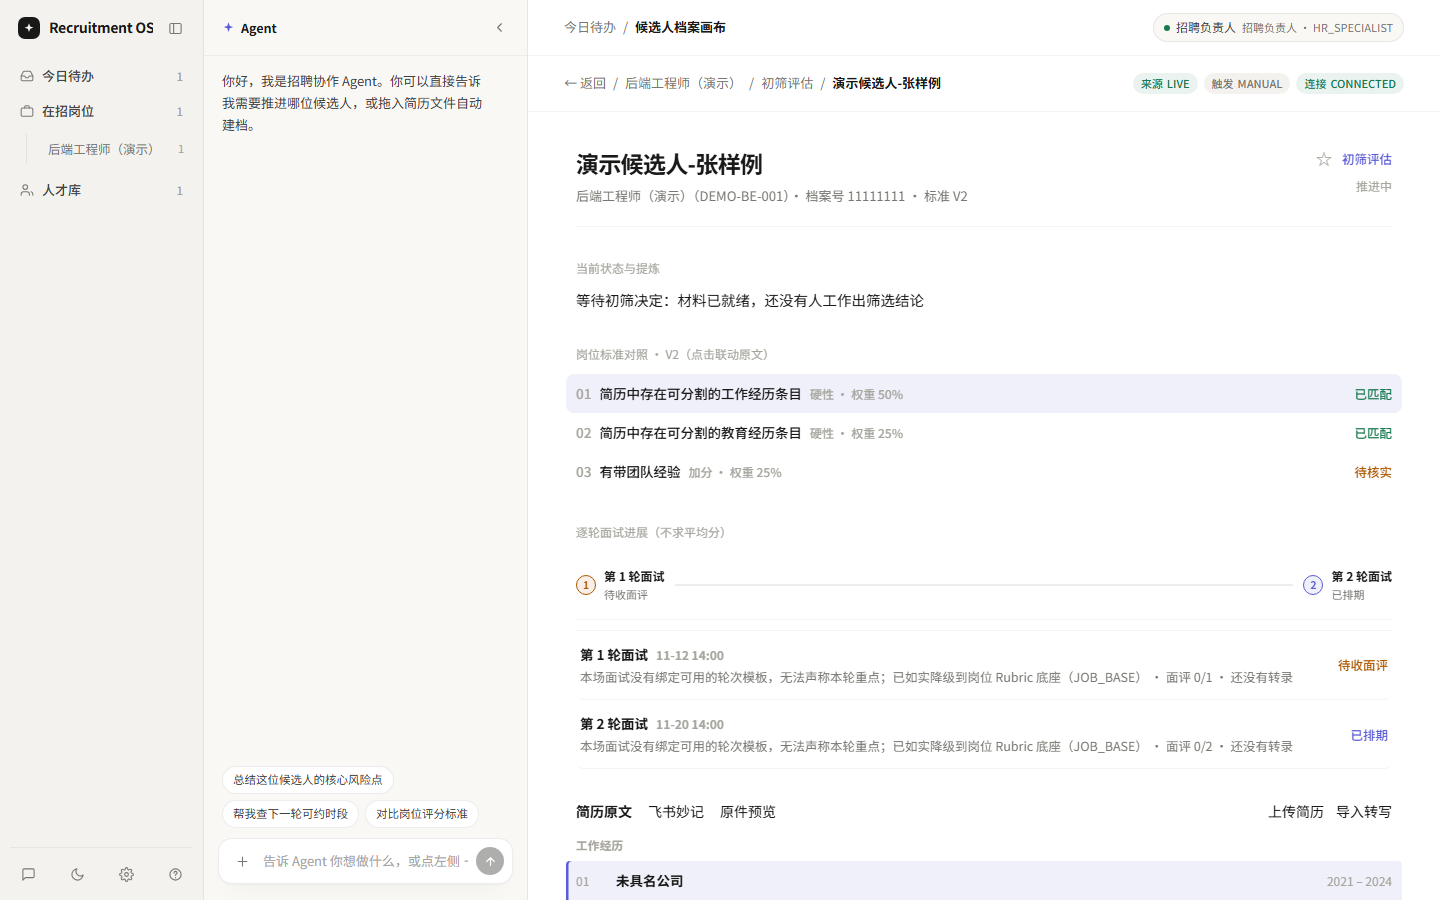 Recruitment OS
今日待办 1
在招岗位 1
后端工程师（演示） 1
人才库 1
Agent
你好，我是招聘协作 Agent。你可以直接告诉
我需要推进哪位候选人，或拖入简历文件自动
建档。
总结这位候选人的核心风险点
帮我查下一轮可约时段
对比岗位评分标准
告诉 Agent 你想做什么，或点左侧 -
今日待办 / 候选人档案画布
招聘负责人 招聘负责人 · HR_SPECIALIST
← 返回 / 后端工程师（演示） / 初筛评估 / 演示候选人-张样例
来源 LIVE
触发 MANUAL
连接 CONNECTED
演示候选人-张样例
初筛评估
后端工程师（演示）（DEMO-BE-001）· 档案号 11111111 · 标准 V2
推进中
当前状态与提炼
等待初筛决定：材料已就绪，还没有人工作出筛选结论
岗位标准对照 · V2（点击联动原文）
01 简历中存在可分割的工作经历条目 硬性 · 权重 50% 已匹配
02 简历中存在可分割的教育经历条目 硬性 · 权重 25% 已匹配
03 有带团队经验 加分 · 权重 25% 待核实
逐轮面试进展（不求平均分）
1 第 1 轮面试
待收面评
2 第 2 轮面试
已排期
第 1 轮面试 11-12 14:00
本场面试没有绑定可用的轮次模板，无法声称本轮重点；已如实降级到岗位 Rubric 底座（JOB_BASE） · 面评 0/1 · 还没有转录
待收面评
第 2 轮面试 11-20 14:00
本场面试没有绑定可用的轮次模板，无法声称本轮重点；已如实降级到岗位 Rubric 底座（JOB_BASE） · 面评 0/2 · 还没有转录
已排期
简历原文 飞书妙记 原件预览 上传简历 导入转写
工作经历
01 未具名公司 2021 – 2024